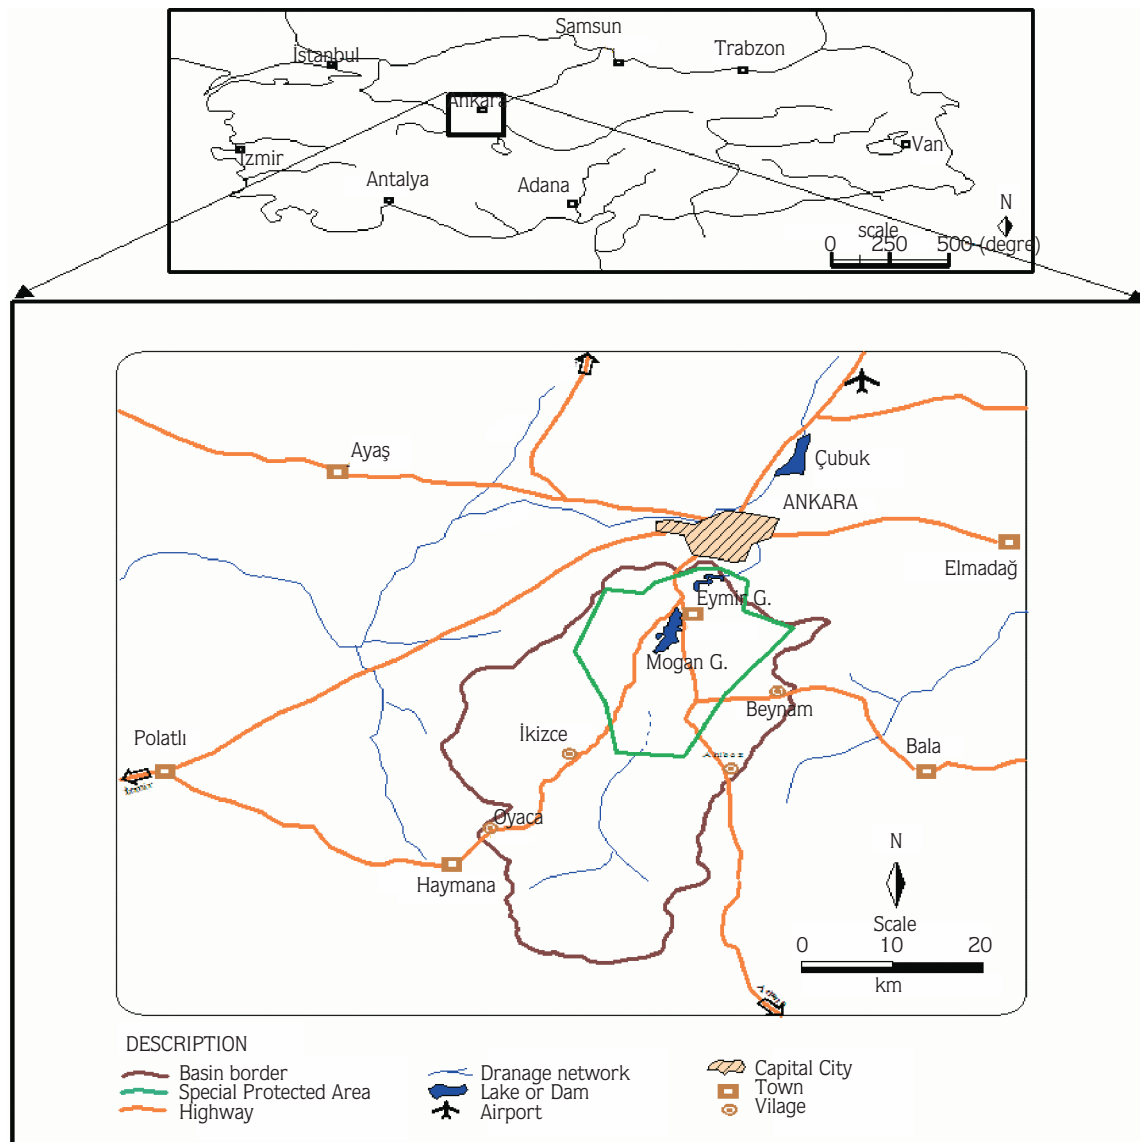 Samsun
İstanbul
Trabzon
Ankara
Van
İzmir
Antalya
Adana
N
scale
0 250 500 (degre)
Ayaş
Çubuk
ANKARA
Elmadağ
Eymir G.
Mogan G.
Beynam
Polatlı
İkizce
Bala
Oyaca
Haymana
N
Scale
0 10 20
km
DESCRIPTION
Basin border
Special Protected Area
Highway
Dranage network
Lake or Dam
Airport
Capital City
Town
Vilage